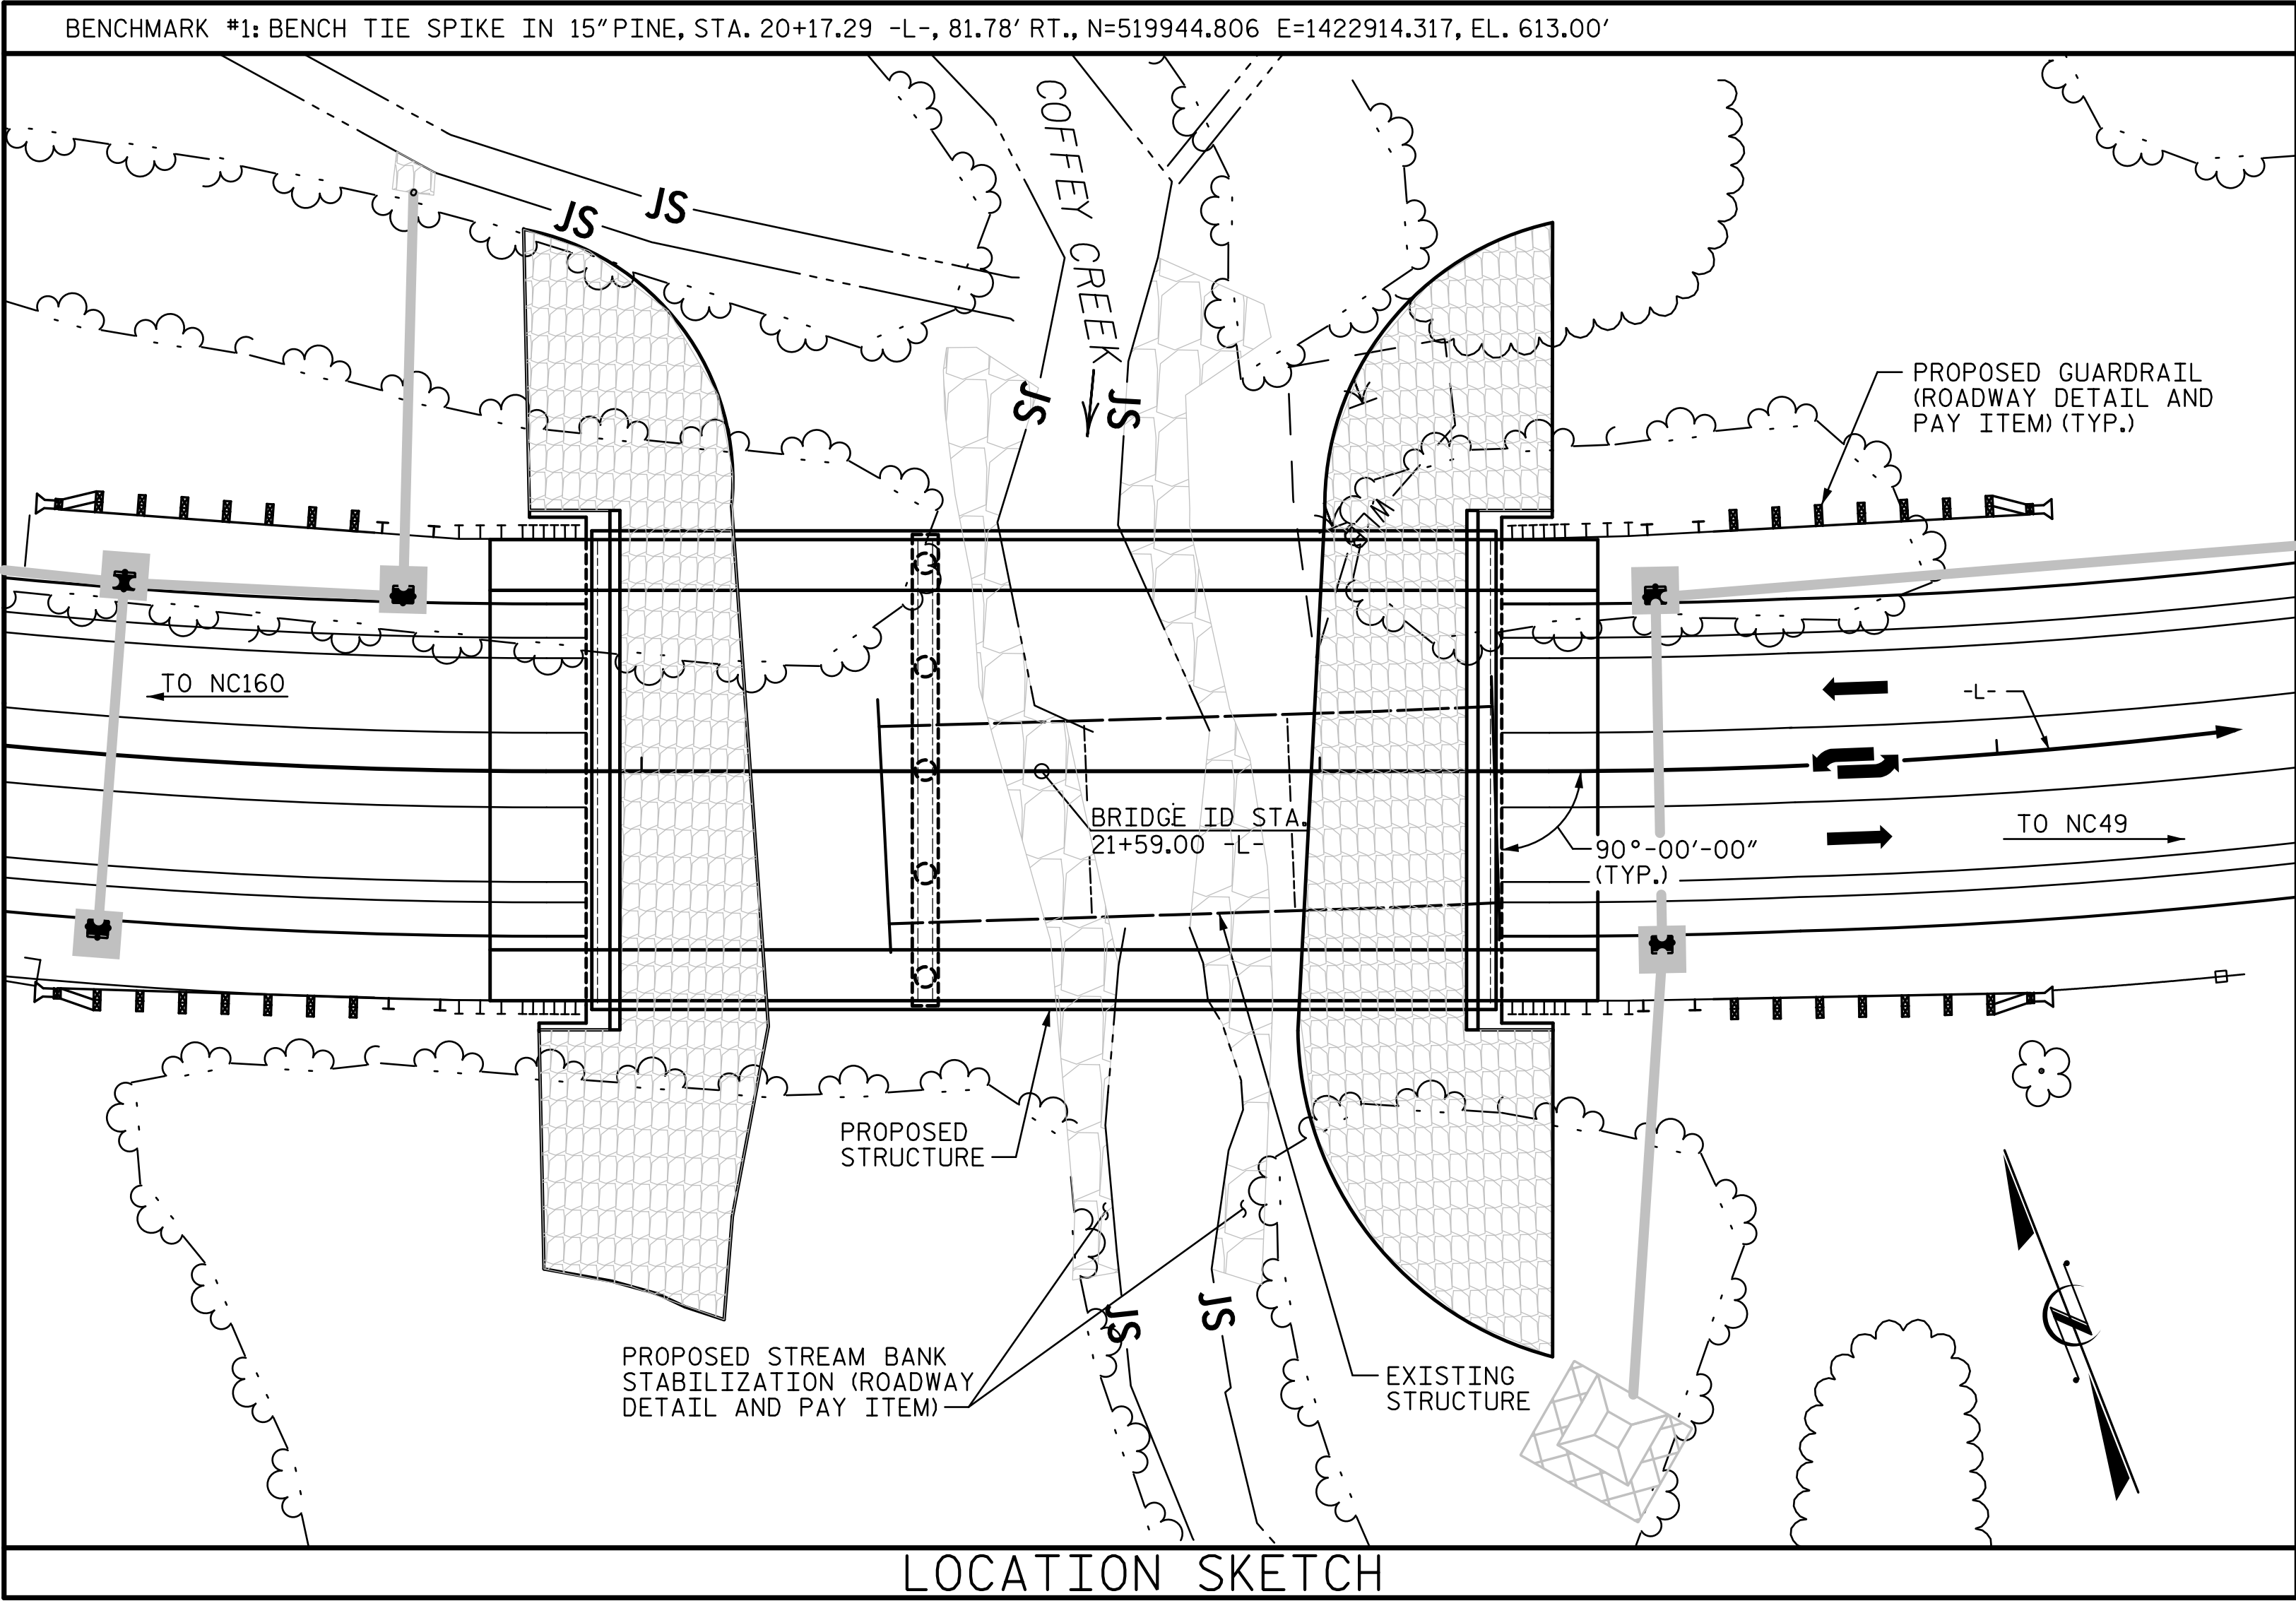 BENCHMARK #1: BENCH TIE SPIKE IN 15" PINE, STA. 20+17.29 -L-, 81.78' RT., N=519944.806 E=1422914.317, EL. 613.00'
COFFEY CREEK
JS
JS
JS
JS
PROPOSED GUARDRAIL
(ROADWAY DETAIL AND
PAY ITEM) (TYP.)
TO NC160
-L-
BRIDGE ID STA.
21+59.00 -L-
90°-00'-00"
(TYP.)
TO NC49
PROPOSED
STRUCTURE
JS
JS
PROPOSED STREAM BANK
STABILIZATION (ROADWAY
DETAIL AND PAY ITEM)
EXISTING
STRUCTURE
N
LOCATION SKETCH